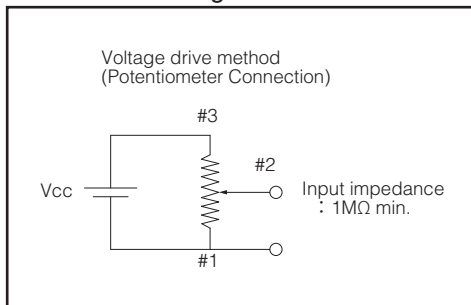 Voltage drive method
(Potentiometer Connection)
#3
#2
Vcc
Input impedance
: 1MΩ min.
#1